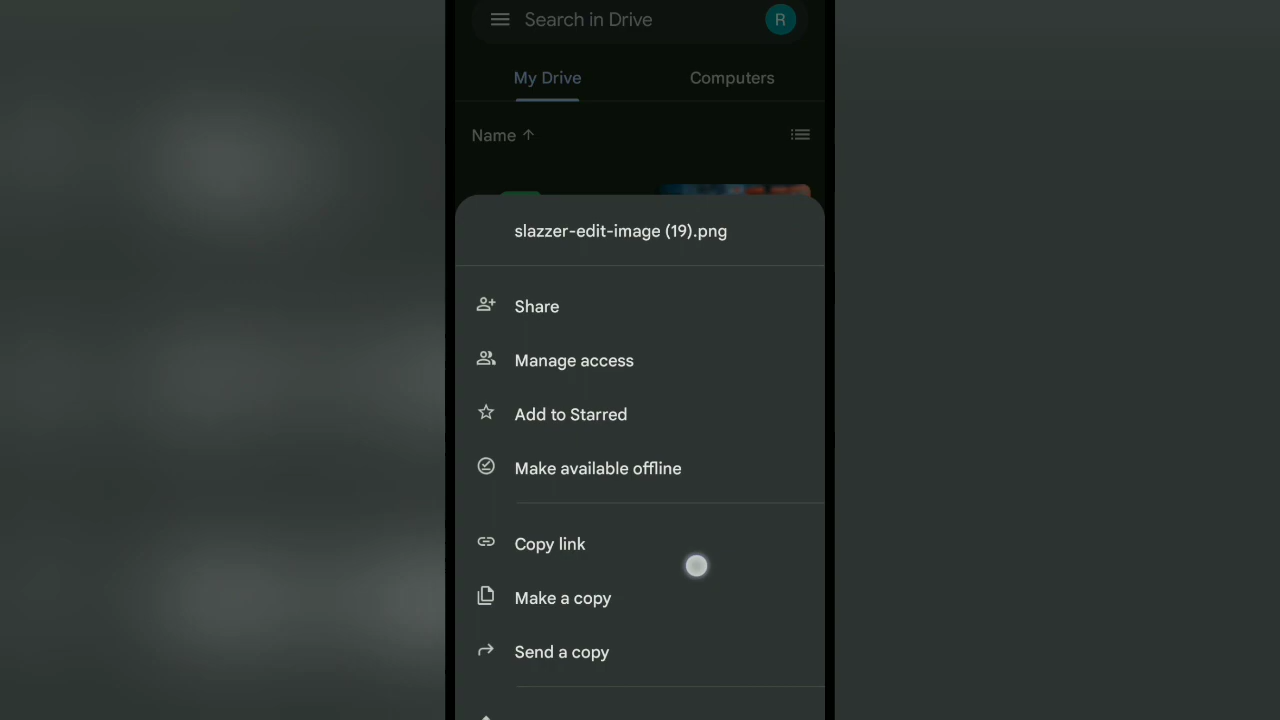 Search in Drive
R
My Drive
Computers
Name
slazzer-edit-image (19).png
Share
Manage access
Add to Starred
Make available offline
Copy link
Make a copy
Send a copy